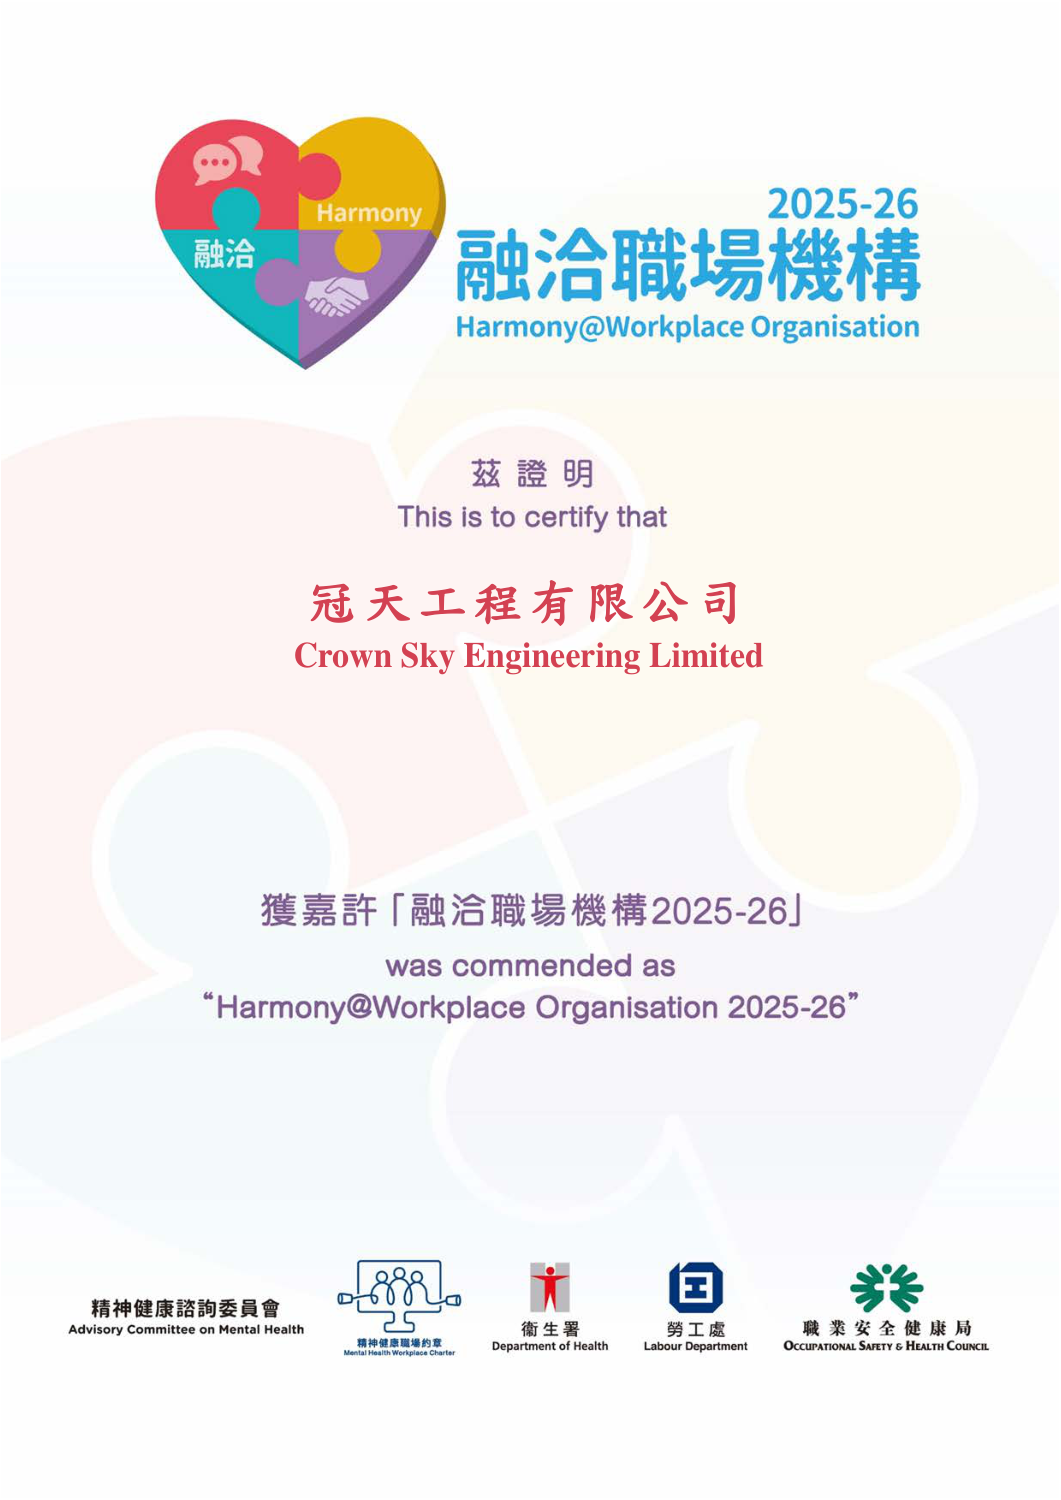 Harmony
融洽
2025-26
融洽職場機構
Harmony@Workplace Organisation
茲證明
This is to certify that
冠天工程有限公司
Crown Sky Engineering Limited
獲嘉許「融洽職場機構2025-26」
was commended as
“Harmony@Workplace Organisation 2025-26”
精神健康諮詢委員會
Advisory Committee on Mental Health
精神健康職場約章
Mental Health Workplace Charter
衞生署
Department of Health
勞工處
Labour Department
職業安全健康局
OCCUPATIONAL SAFETY & HEALTH COUNCIL